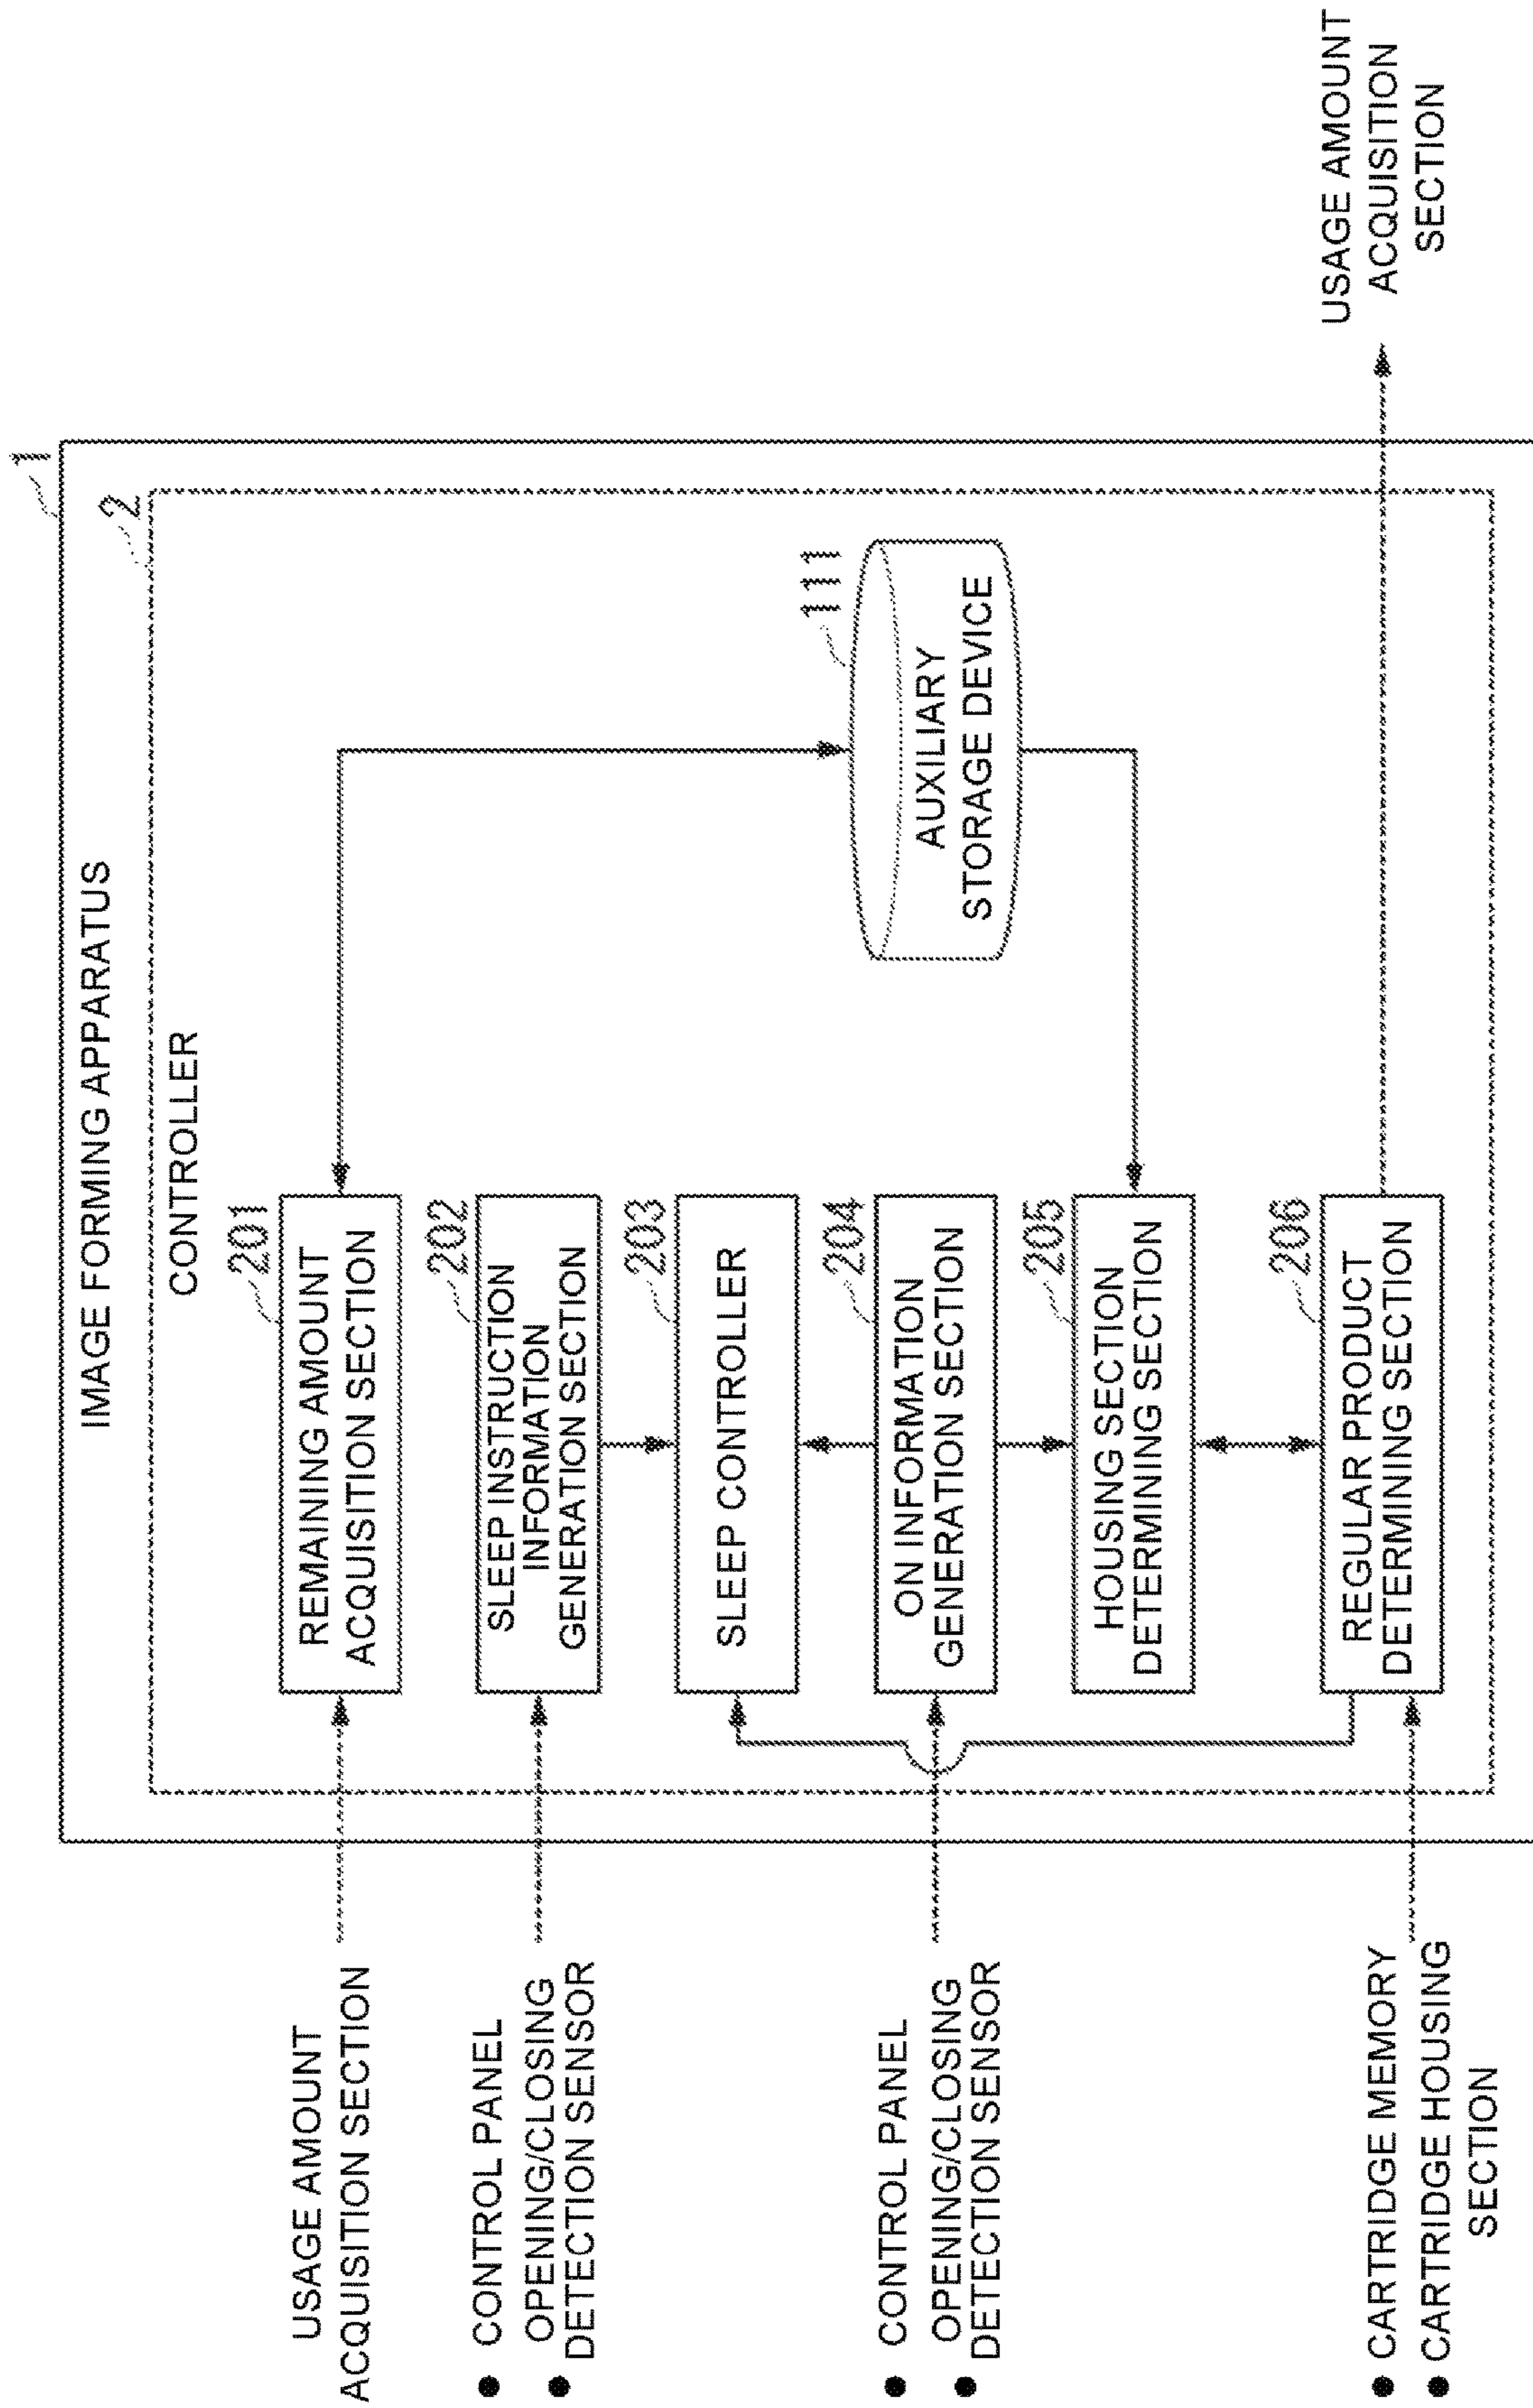 1
IMAGE FORMING APPARATUS
2
CONTROLLER
USAGE AMOUNT
ACQUISITION SECTION
201
REMAINING AMOUNT
ACQUISITION SECTION
• CONTROL PANEL
• OPENING/CLOSING
DETECTION SENSOR
202
SLEEP INSTRUCTION
INFORMATION
GENERATION SECTION
203
SLEEP CONTROLLER
111
AUXILIARY
STORAGE DEVICE
• CONTROL PANEL
• OPENING/CLOSING
DETECTION SENSOR
204
ON INFORMATION
GENERATION SECTION
205
HOUSING SECTION
DETERMINING SECTION
• CARTRIDGE MEMORY
• CARTRIDGE HOUSING
SECTION
206
REGULAR PRODUCT
DETERMINING SECTION
USAGE AMOUNT
ACQUISITION
SECTION